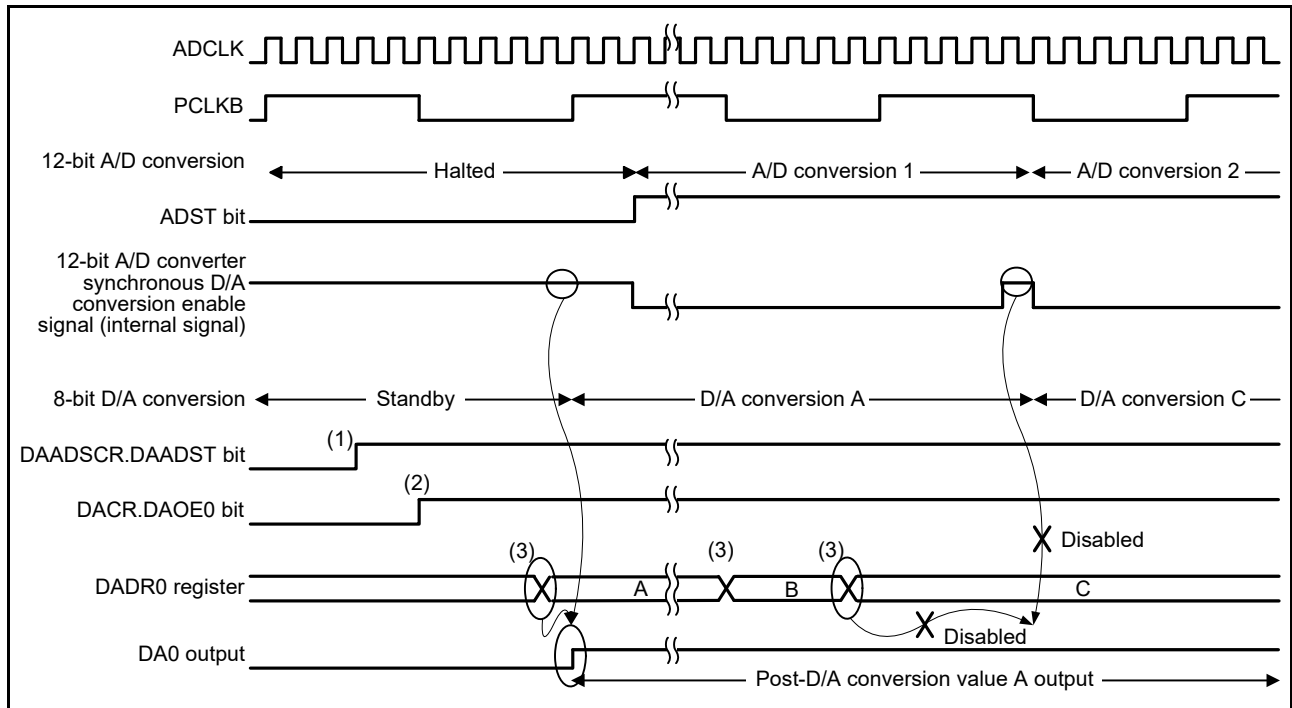 ADCLK
PCLKB
12-bit A/D conversion
Halted
A/D conversion 1
A/D conversion 2
ADST bit
12-bit A/D converter
synchronous D/A
conversion enable
signal (internal signal)
8-bit D/A conversion
Standby
D/A conversion A
D/A conversion C
(1)
DAADSCR.DAADST bit
(2)
DACR.DAOE0 bit
Disabled
(3)
(3)
(3)
DADR0 register
A
B
C
Disabled
DA0 output
Post-D/A conversion value A output